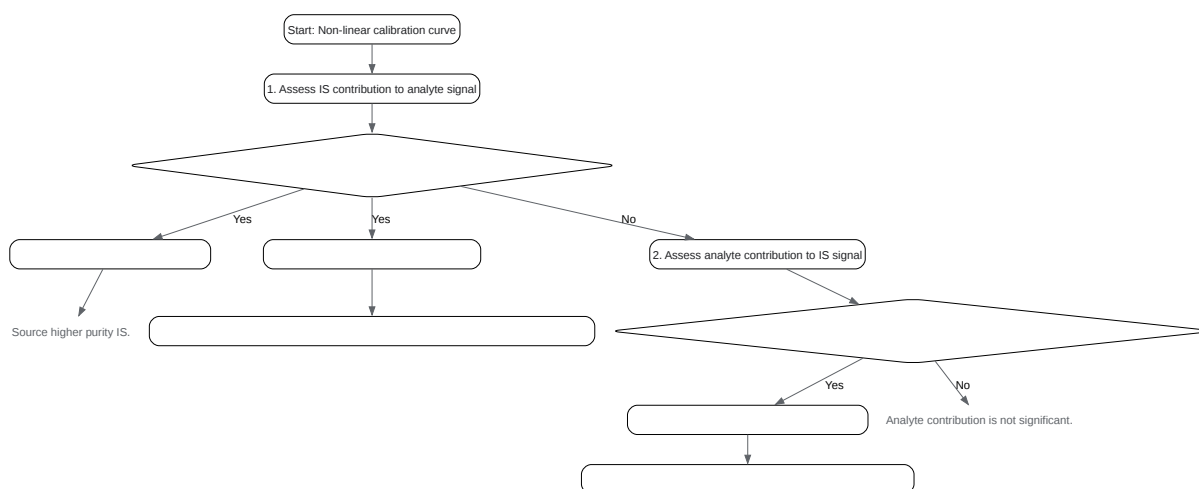 Start: Non-linear calibration curve
1. Assess IS contribution to analyte signal
Yes
Yes
No
2. Assess analyte contribution to IS signal
Source higher purity IS.
Yes
No
Analyte contribution is not significant.